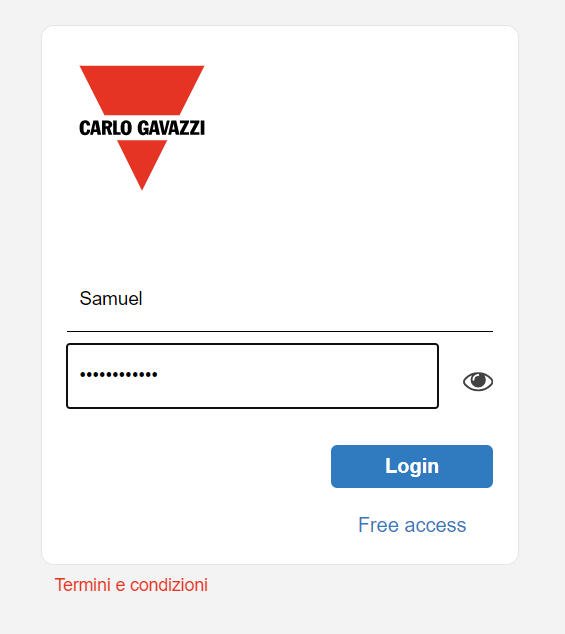 CARLO GAVAZZI
Samuel
••••••••••••
Login
Free access
Termini e condizioni